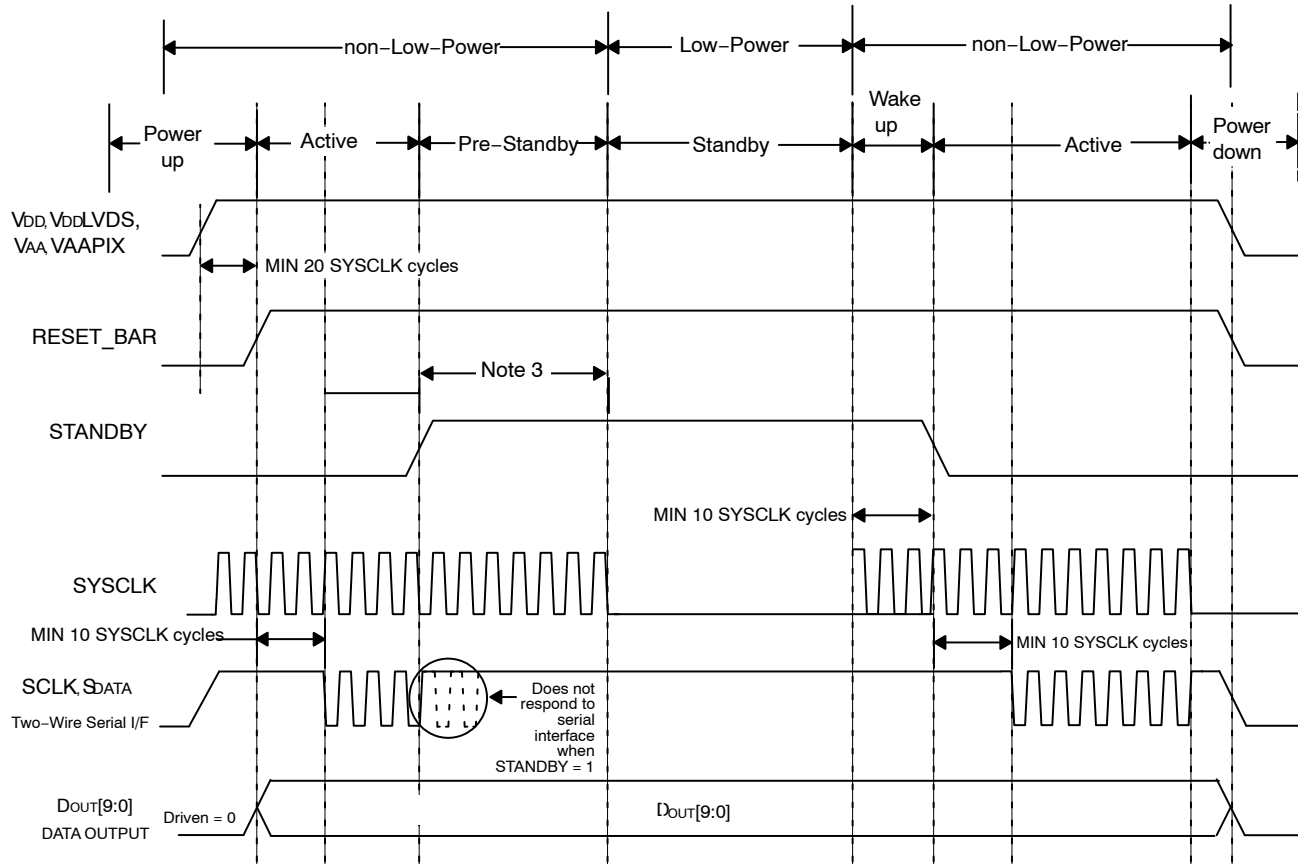 non−Low−Power
Low−Power
non−Low−Power
Power
up
Active
Pre−Standby
Standby
Wake
up
Active
Power
down
VDD, VDDLVDS,
VAA, VAAPIX
MIN 20 SYSCLK cycles
RESET_BAR
Note 3
STANDBY
MIN 10 SYSCLK cycles
SYSCLK
MIN 10 SYSCLK cycles
MIN 10 SYSCLK cycles
SCLK, SDATA
Two−Wire Serial I/F
Does not
respond to
serial
interface
when
STANDBY = 1
DOUT[9:0]
DATA OUTPUT
Driven = 0
DOUT[9:0]